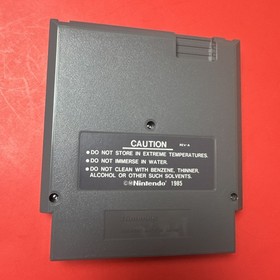 CAUTION
REV-A
• DO NOT STORE IN EXTREME TEMPERATURES.
• DO NOT IMMERSE IN WATER.
• DO NOT CLEAN WITH BENZENE, THINNER,
ALCOHOL OR OTHER SUCH SOLVENTS.
©®Nintendo® 1985